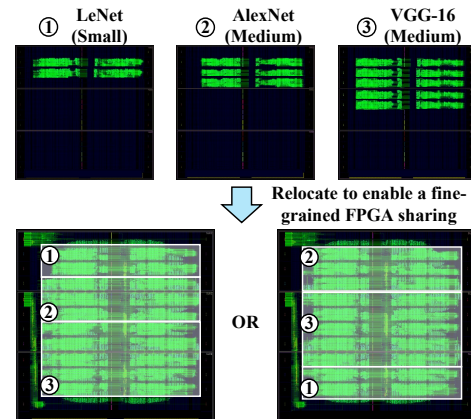 ① LeNet
(Small)
② AlexNet
(Medium)
③ VGG-16
(Medium)
Relocate to enable a fine-
grained FPGA sharing
①
②
③
OR
②
③
①